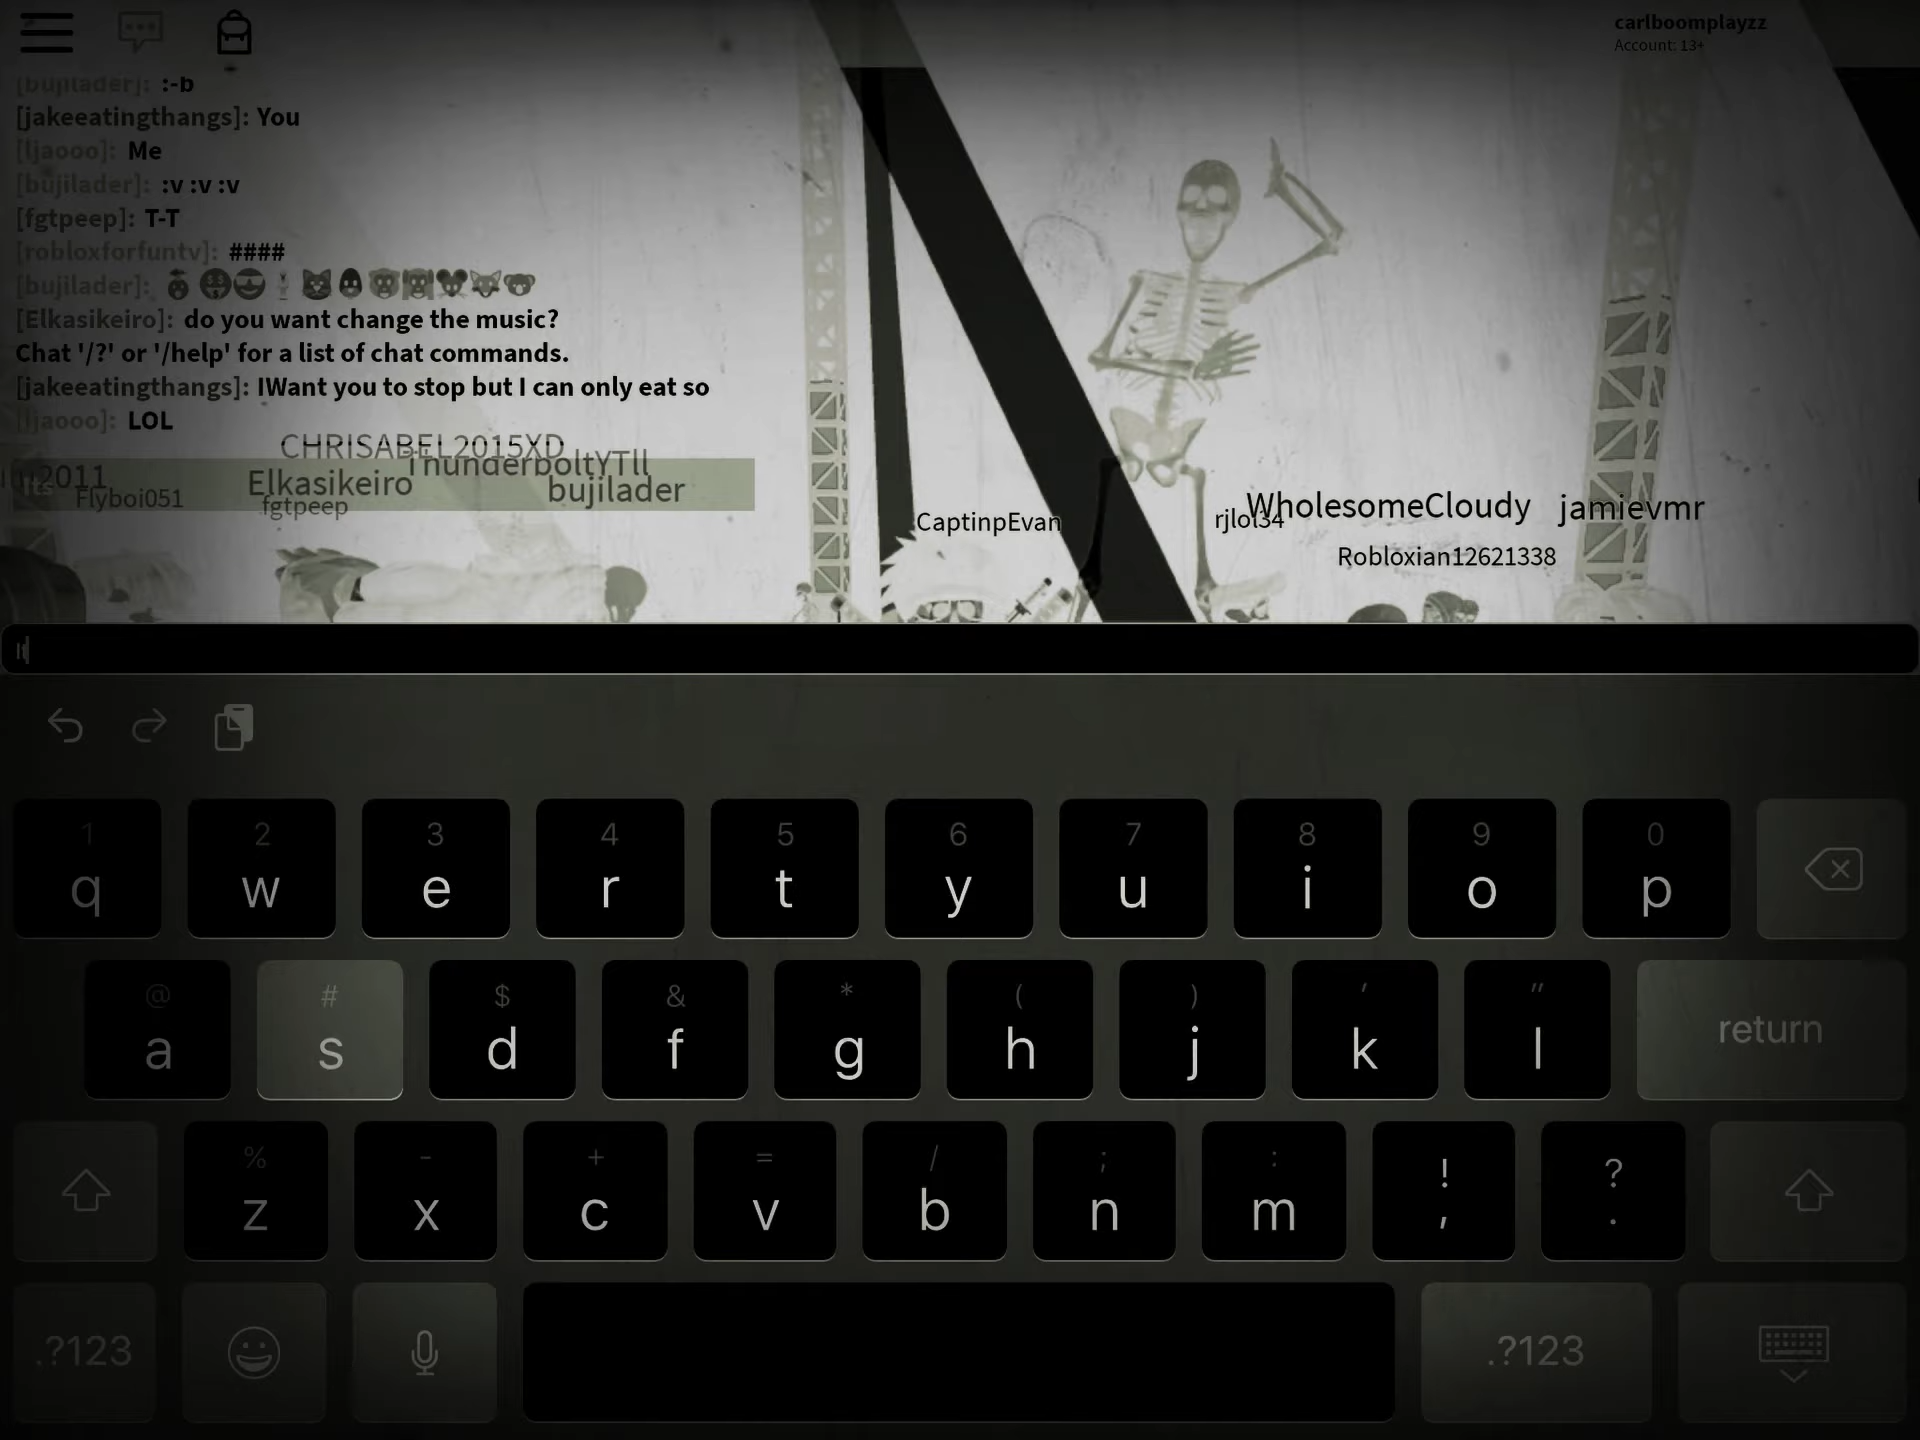 carlboomplayzz
Account: 13+
[bujilader]: :-b
[jakeeatingthangs]: You
[ljaooo]: Me
[bujilader]: :v :v :v
[fgtpeep]: T-T
[robloxforfuntv]: ####
[bujilader]:
[Elkasikeiro]: do you want change the music?
Chat '/?' or '/help' for a list of chat commands.
[jakeeatingthangs]: IWant you to stop but I can only eat so
[ljaooo]: LOL
CHRISABEL2015XD
ThunderboltYTll
2011
Elkasikeiro
bujilader
Flyboi051
fgtpeep
CaptinpEvan
rjlol34
WholesomeCloudy
jamievmr
Robloxian12621338
1 2 3 4 5 6 7 8 9 0
q w e r t y u i o p
@ # $ & * ( ) ' "
a s d f g h j k l return
% - + = / ; : ! ?
z x c v b n m , .
.?123 .?123